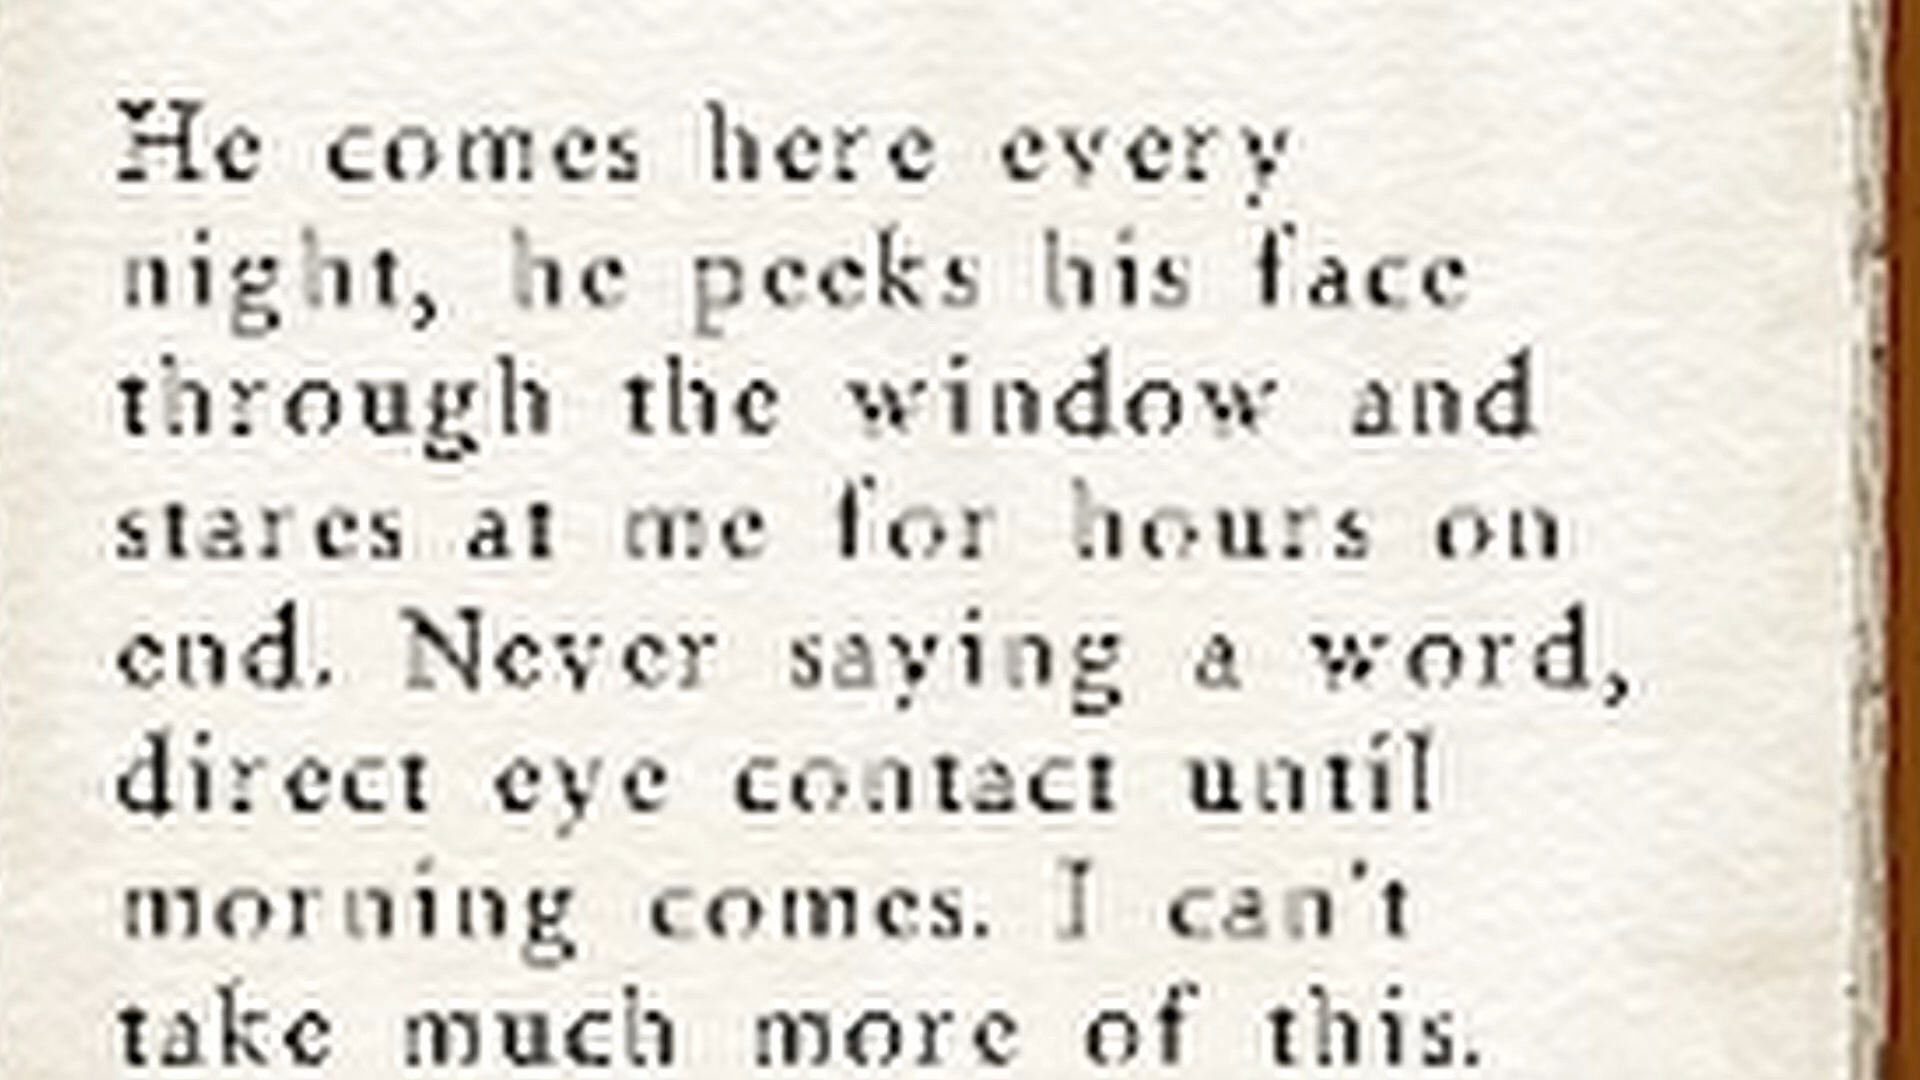 He comes here every
night, he peeks his face
through the window and
stares at me for hours on
end. Never saying a word,
direct eye contact until
morning comes. I can't
take much more of this.